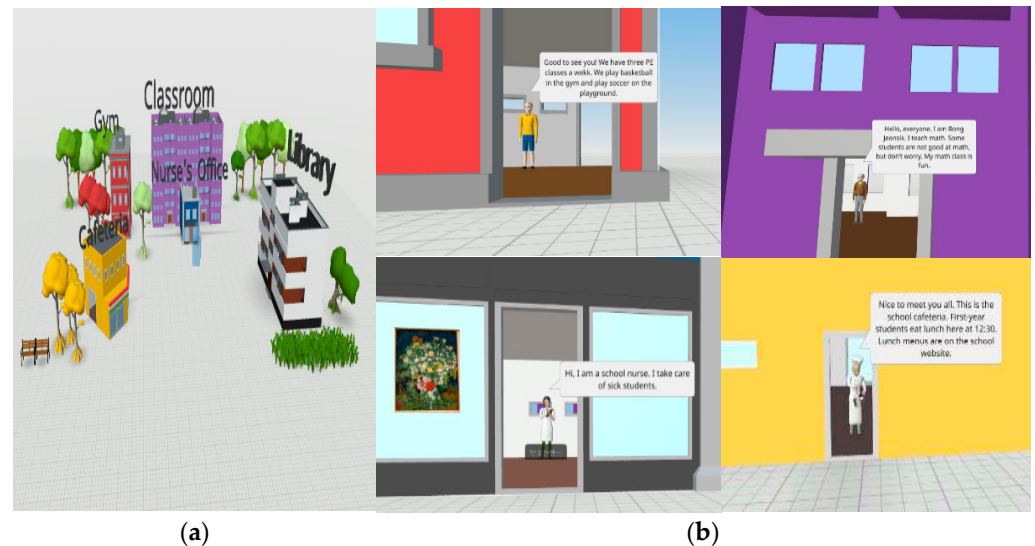 Classroom
Gym
Nurse's Office
Library
Cafeteria
Good to see you! We have three PE
classes a wekk. We play basketball
in the gym and play soccer on the
playground.
Hello, everyone. I am Bong
Jeonsik. I teach math. Some
students are not good at math,
but don't worry. My math class is
fun.
Hi, I am a school nurse. I take care
of sick students.
Nice to meet you all. This is the
school cafeteria. First-year
students eat lunch here at 12:30.
Lunch menus are on the school
website.
(a)
(b)